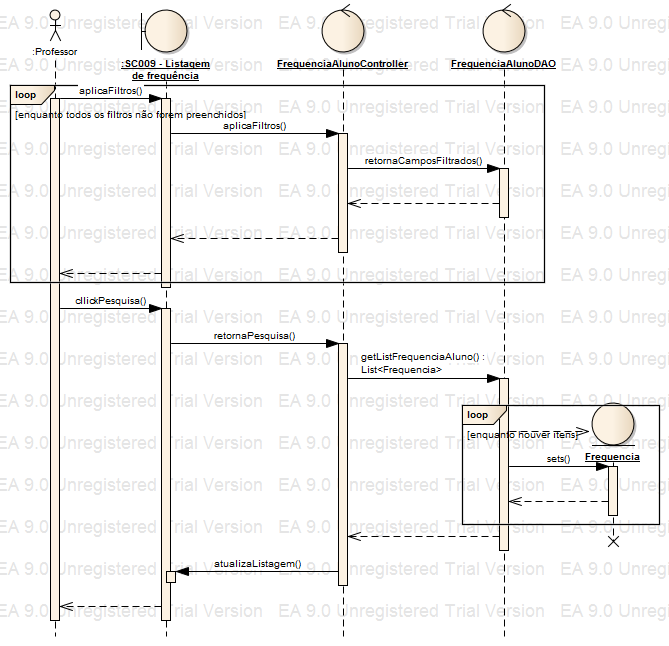 :Professor
:SC009 - Listagem
de frequência
FrequenciaAlunoController
FrequenciaAlunoDAO
loop
aplicaFiltros()
[enquanto todos os filtros não forem preenchidos]
aplicaFiltros()
retornaCamposFiltrados()
cllickPesquisa()
retornaPesquisa()
getListFrequenciaAluno() :
List<Frequencia>
loop
[enquanto houver itens]
Frequencia
sets()
atualizaListagem()
EA 9.0 Unregistered Trial Version